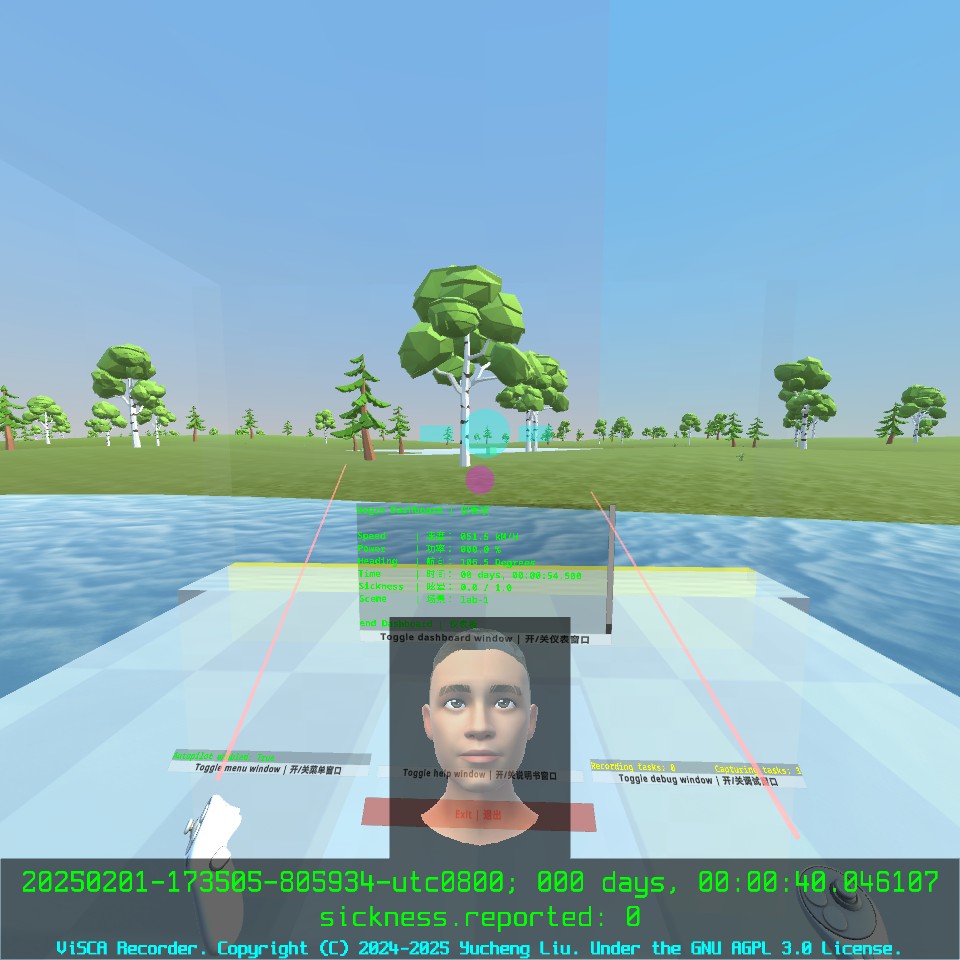 Speed | 速度:
Power | 功率: 000.0 %
Heading
Time | 时间: 00 days, 00:00:54.500
Sickness | 眩晕: 0.0 / 1.0
Scene | 场景: lab-1
Toggle dashboard window | 开/关仪表窗口
Toggle menu window | 开/关菜单窗口
Toggle help window | 开/关说明书窗口
Recording tasks: 0 Capturing tasks:
Toggle debug window | 开/关调试窗口
Exit | 退出
20250201-173505-805934-utc0800; 000 days, 00:00:40.046107
sickness.reported: 0
ViSCA Recorder. Copyright (C) 2024-2025 Yucheng Liu. Under the GNU AGPL 3.0 License.